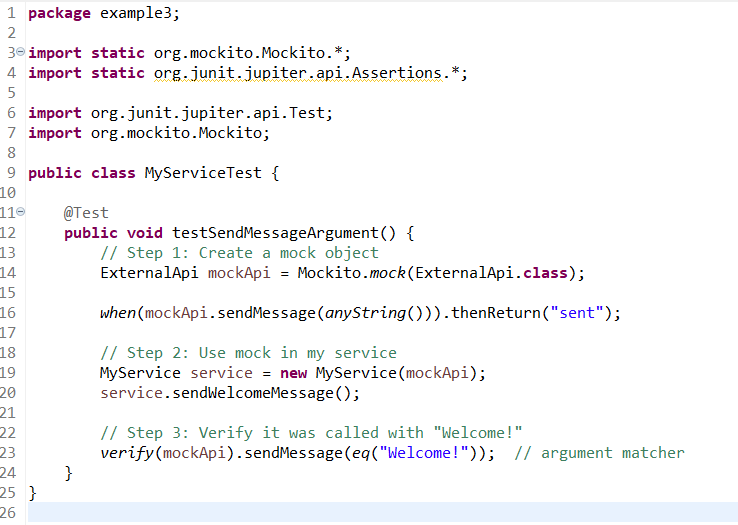 1 package example3;
2
3 import static org.mockito.Mockito.*;
4 import static org.junit.jupiter.api.Assertions.*;
5
6 import org.junit.jupiter.api.Test;
7 import org.mockito.Mockito;
8
9 public class MyServiceTest {
10
11     @Test
12     public void testSendMessageArgument() {
13         // Step 1: Create a mock object
14         ExternalApi mockApi = Mockito.mock(ExternalApi.class);
15
16         when(mockApi.sendMessage(anyString())).thenReturn("sent");
17
18         // Step 2: Use mock in my service
19         MyService service = new MyService(mockApi);
20         service.sendWelcomeMessage();
21
22         // Step 3: Verify it was called with "Welcome!"
23         verify(mockApi).sendMessage(eq("Welcome!"));  // argument matcher
24     }
25 }
26